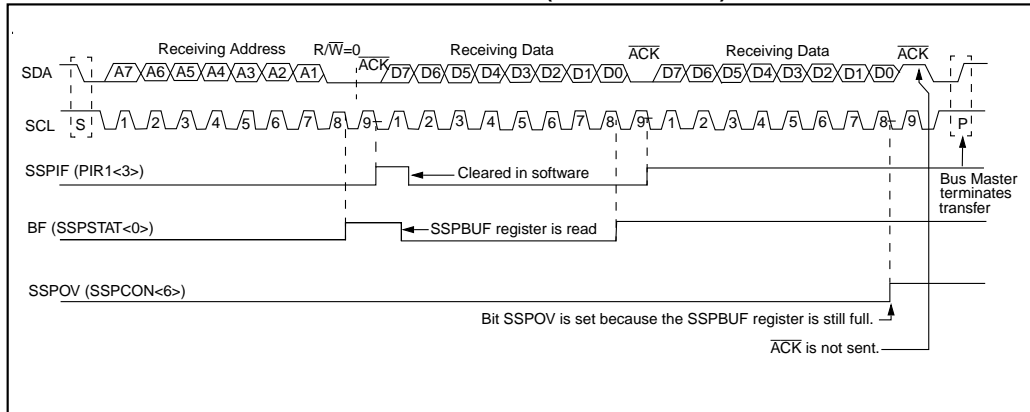 Receiving Address R/W̅=0 Receiving Data A̅C̅K̅ Receiving Data A̅C̅K̅
A̅C̅K̅
SDA A7 A6 A5 A4 A3 A2 A1 D7 D6 D5 D4 D3 D2 D1 D0 D7 D6 D5 D4 D3 D2 D1 D0
SCL S 1 2 3 4 5 6 7 8 9 1 2 3 4 5 6 7 8 9 1 2 3 4 5 6 7 8 9 P
SSPIF (PIR1<3>) Cleared in software
Bus Master
terminates
transfer
BF (SSPSTAT<0>) SSPBUF register is read
SSPOV (SSPCON<6>)
Bit SSPOV is set because the SSPBUF register is still full.
A̅C̅K̅ is not sent.